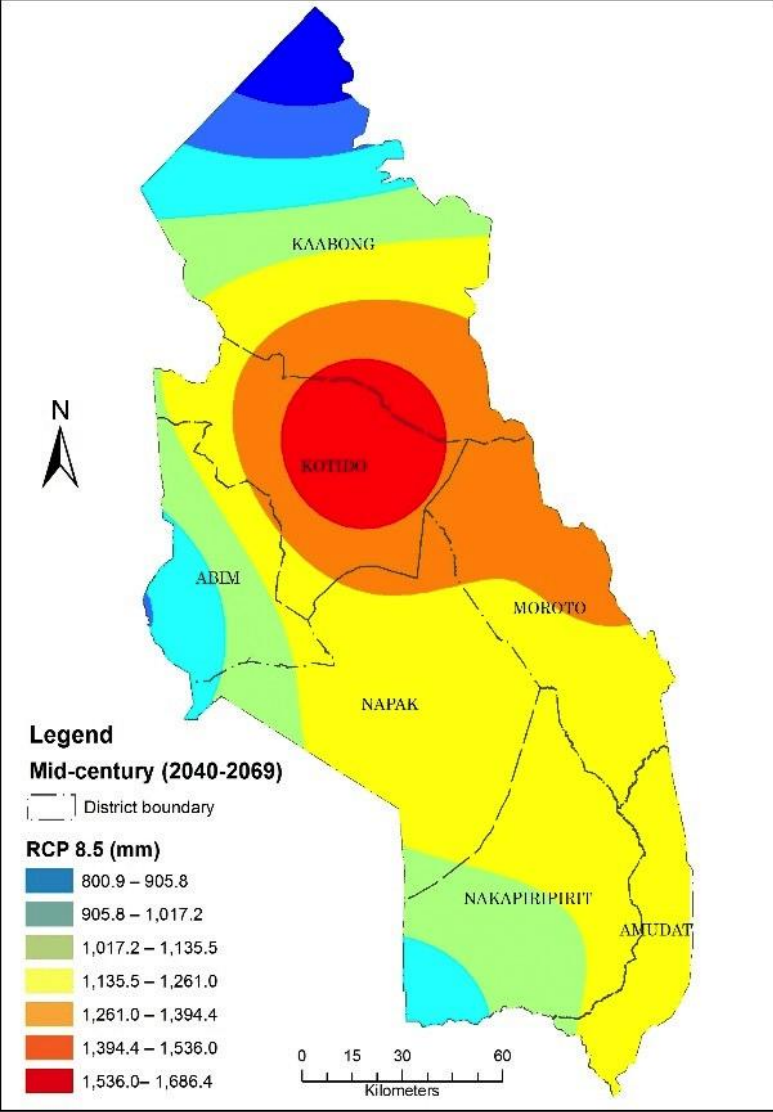 KAABONG
N
KOTIDO
ABIM
MOROTO
NAPAK
Legend
Mid-century (2040-2069)
District boundary
RCP 8.5 (mm)
800.9 – 905.8
905.8 – 1,017.2
1,017.2 – 1,135.5
1,135.5 – 1,261.0
1,261.0 – 1,394.4
1,394.4 – 1,536.0
1,536.0– 1,686.4
NAKAPIRIPIRIT
AMUDAT
0 15 30 60
Kilometers